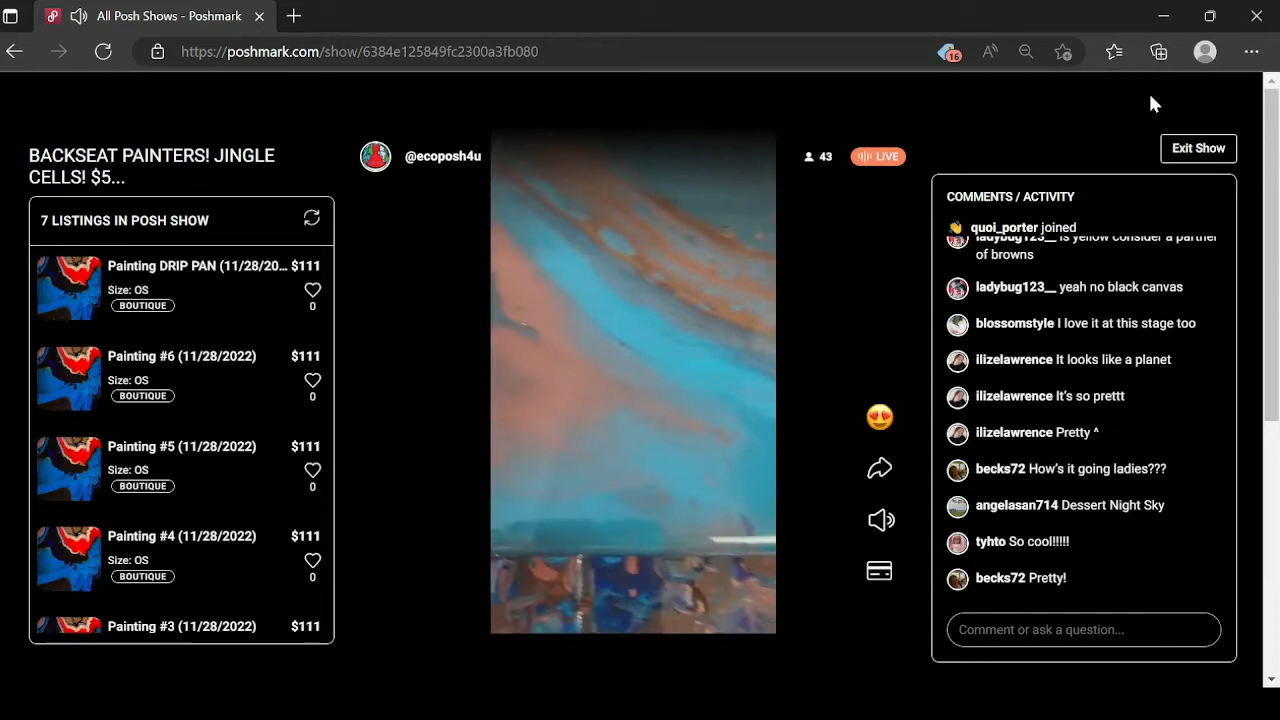 All Posh Shows - Poshmark
https://poshmark.com/show/6384e125849fc2300a3fb080
16
BACKSEAT PAINTERS! JINGLE
CELLS! $5...
@ecoposh4u
43
LIVE
Exit Show
7 LISTINGS IN POSH SHOW
Painting DRIP PAN (11/28/20... $111
Size: OS
BOUTIQUE
0
Painting #6 (11/28/2022) $111
Size: OS
BOUTIQUE
0
Painting #5 (11/28/2022) $111
Size: OS
BOUTIQUE
0
Painting #4 (11/28/2022) $111
Size: OS
BOUTIQUE
0
Painting #3 (11/28/2022) $111
COMMENTS / ACTIVITY
quoi_porter joined
ladybug123__ is yellow consider a partner
of browns
ladybug123__ yeah no black canvas
blossomstyle I love it at this stage too
ilizelawrence It looks like a planet
ilizelawrence It's so prettt
ilizelawrence Pretty ^
becks72 How's it going ladies???
angelasan714 Dessert Night Sky
tyhto So cool!!!!!
becks72 Pretty!
Comment or ask a question...